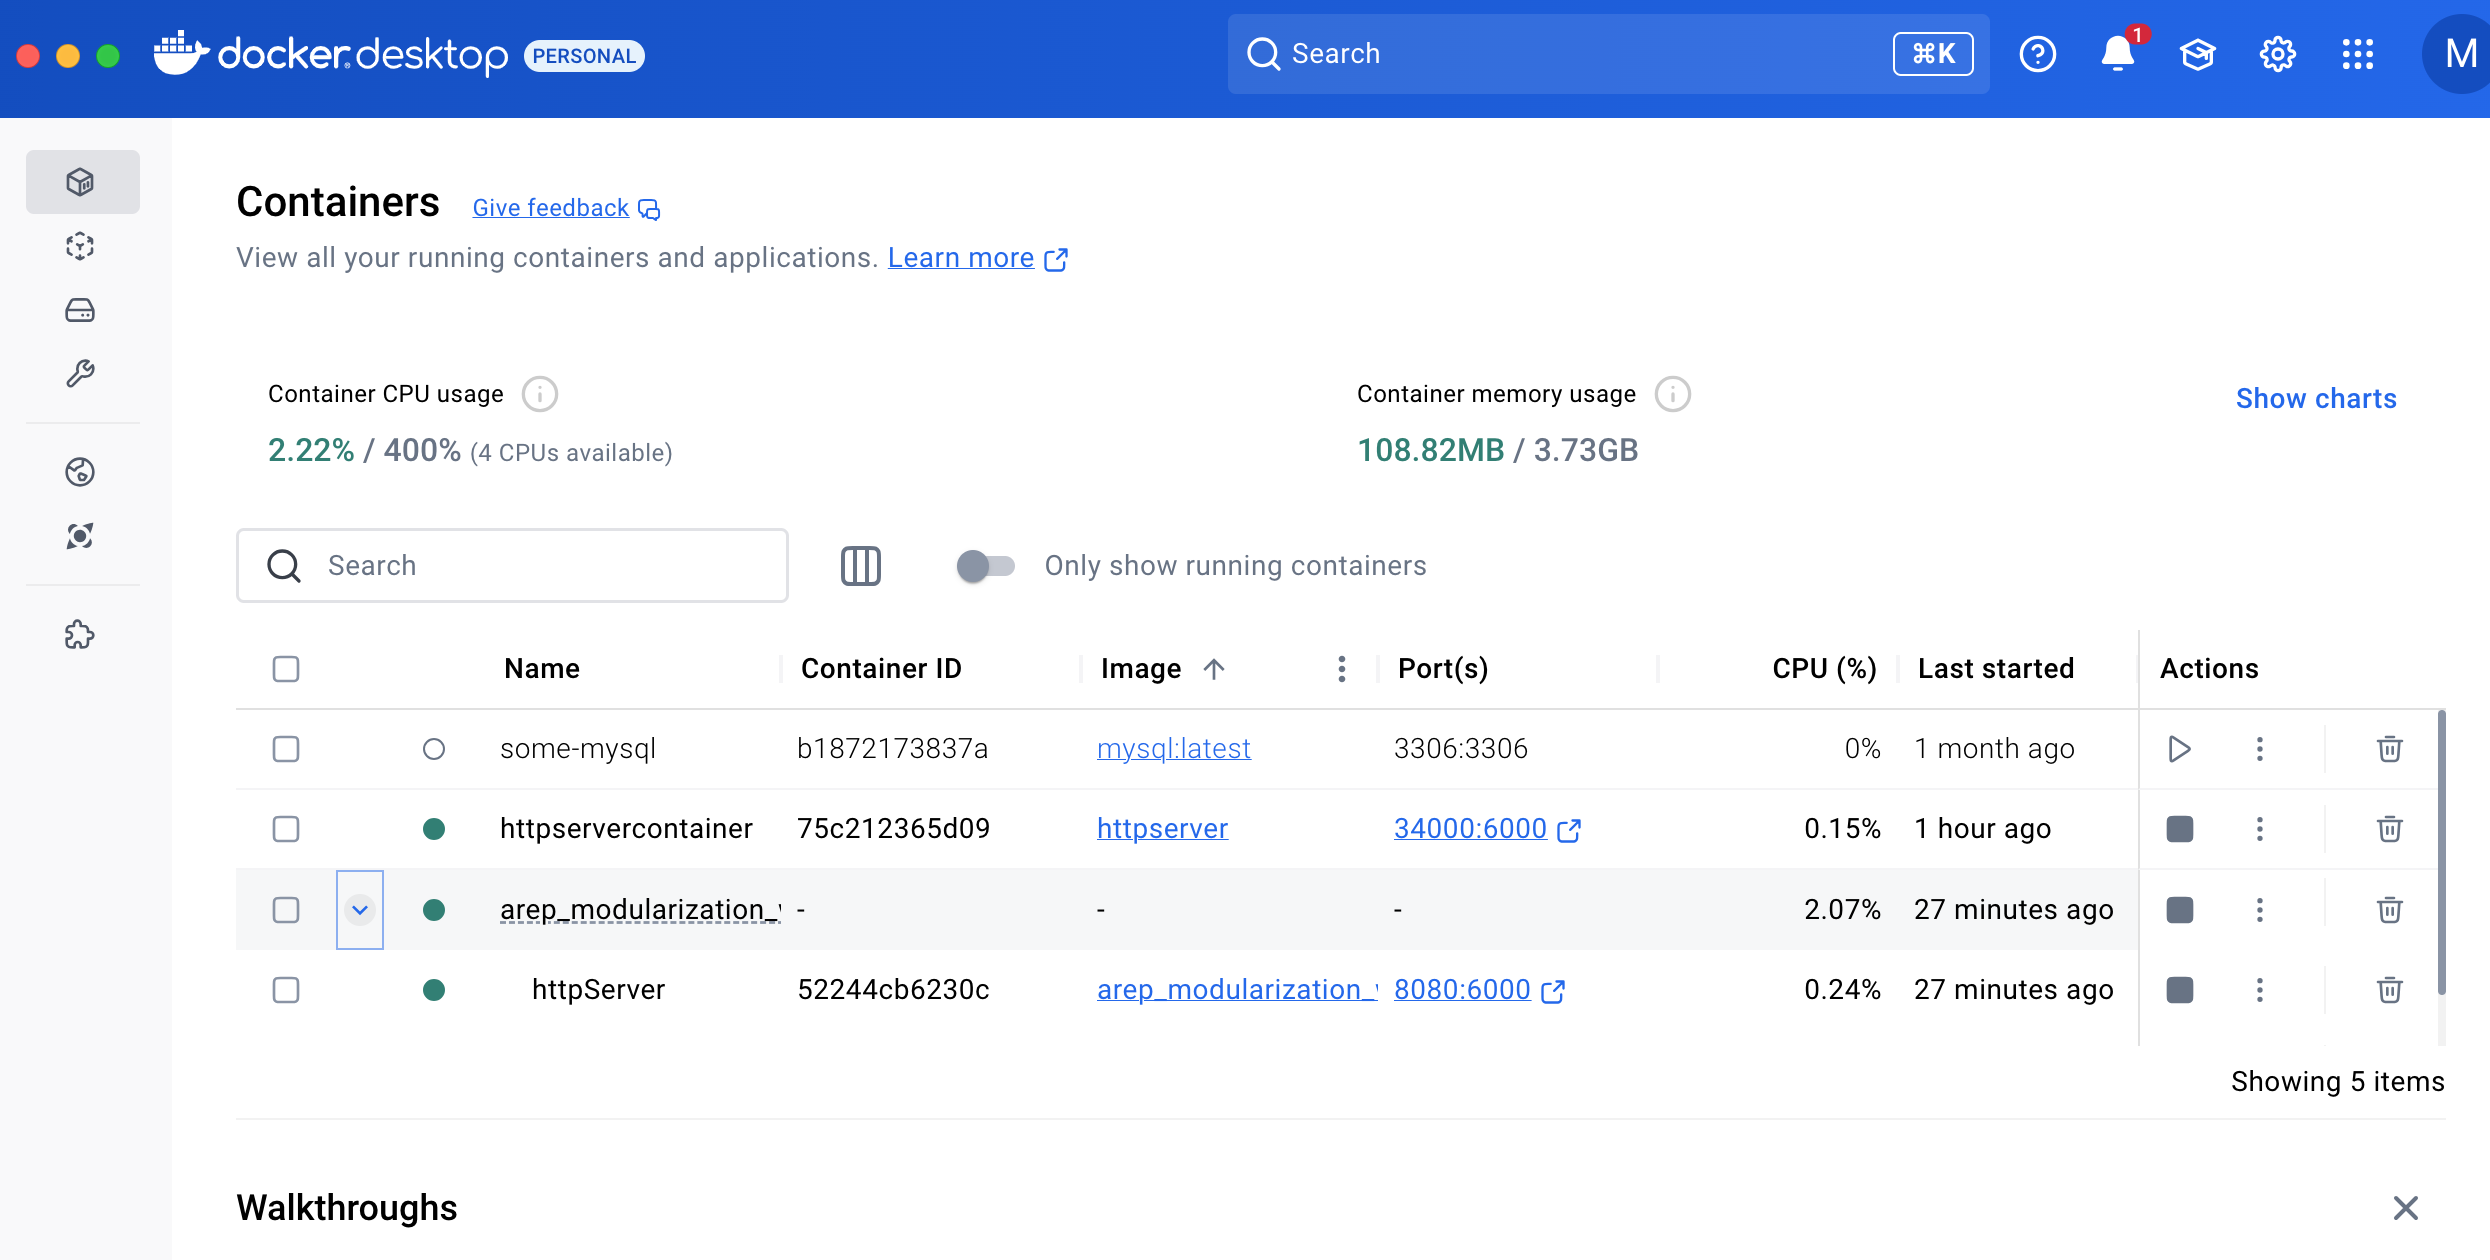 docker desktop PERSONAL
Search ⌘K
1
M
Containers Give feedback
View all your running containers and applications. Learn more
Container CPU usage
2.22% / 400% (4 CPUs available)
Container memory usage
108.82MB / 3.73GB
Show charts
Search
Only show running containers
Name Container ID Image Port(s) CPU (%) Last started Actions
some-mysql b1872173837a mysql:latest 3306:3306 0% 1 month ago
httpservercontainer 75c212365d09 httpserver 34000:6000 0.15% 1 hour ago
arep_modularization_ - - - 2.07% 27 minutes ago
httpServer 52244cb6230c arep_modularization_ 8080:6000 0.24% 27 minutes ago
Showing 5 items
Walkthroughs